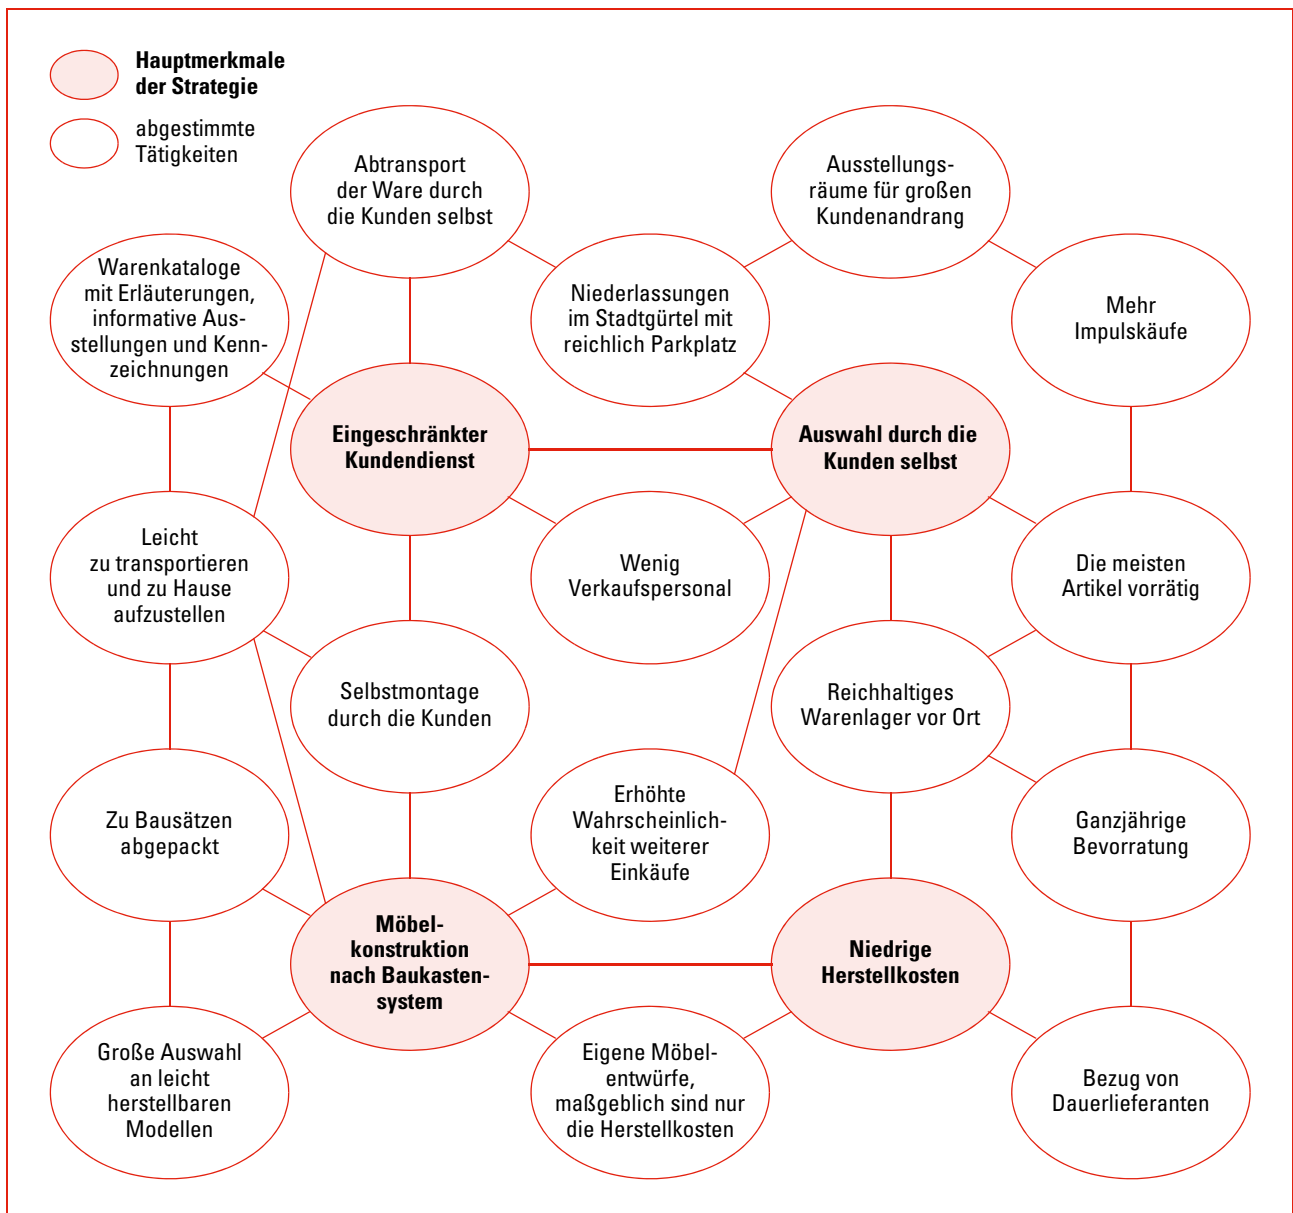 Hauptmerkmale
der Strategie
abgestimmte
Tätigkeiten
Abtransport
der Ware durch
die Kunden selbst
Ausstellungs-
räume für großen
Kundenandrang
Warenkataloge
mit Erläuterungen,
informative Aus-
stellungen und Kenn-
zeichnungen
Niederlassungen
im Stadtgürtel mit
reichlich Parkplatz
Mehr
Impulskäufe
Eingeschränkter
Kundendienst
Auswahl durch die
Kunden selbst
Leicht
zu transportieren
und zu Hause
aufzustellen
Wenig
Verkaufspersonal
Die meisten
Artikel vorrätig
Selbstmontage
durch die Kunden
Reichhaltiges
Warenlager vor Ort
Zu Bausätzen
abgepackt
Erhöhte
Wahrscheinlich-
keit weiterer
Einkäufe
Ganzjährige
Bevorratung
Möbel-
konstruktion
nach Baukasten-
system
Niedrige
Herstellkosten
Große Auswahl
an leicht
herstellbaren
Modellen
Eigene Möbel-
entwürfe,
maßgeblich sind nur
die Herstellkosten
Bezug von
Dauerlieferanten